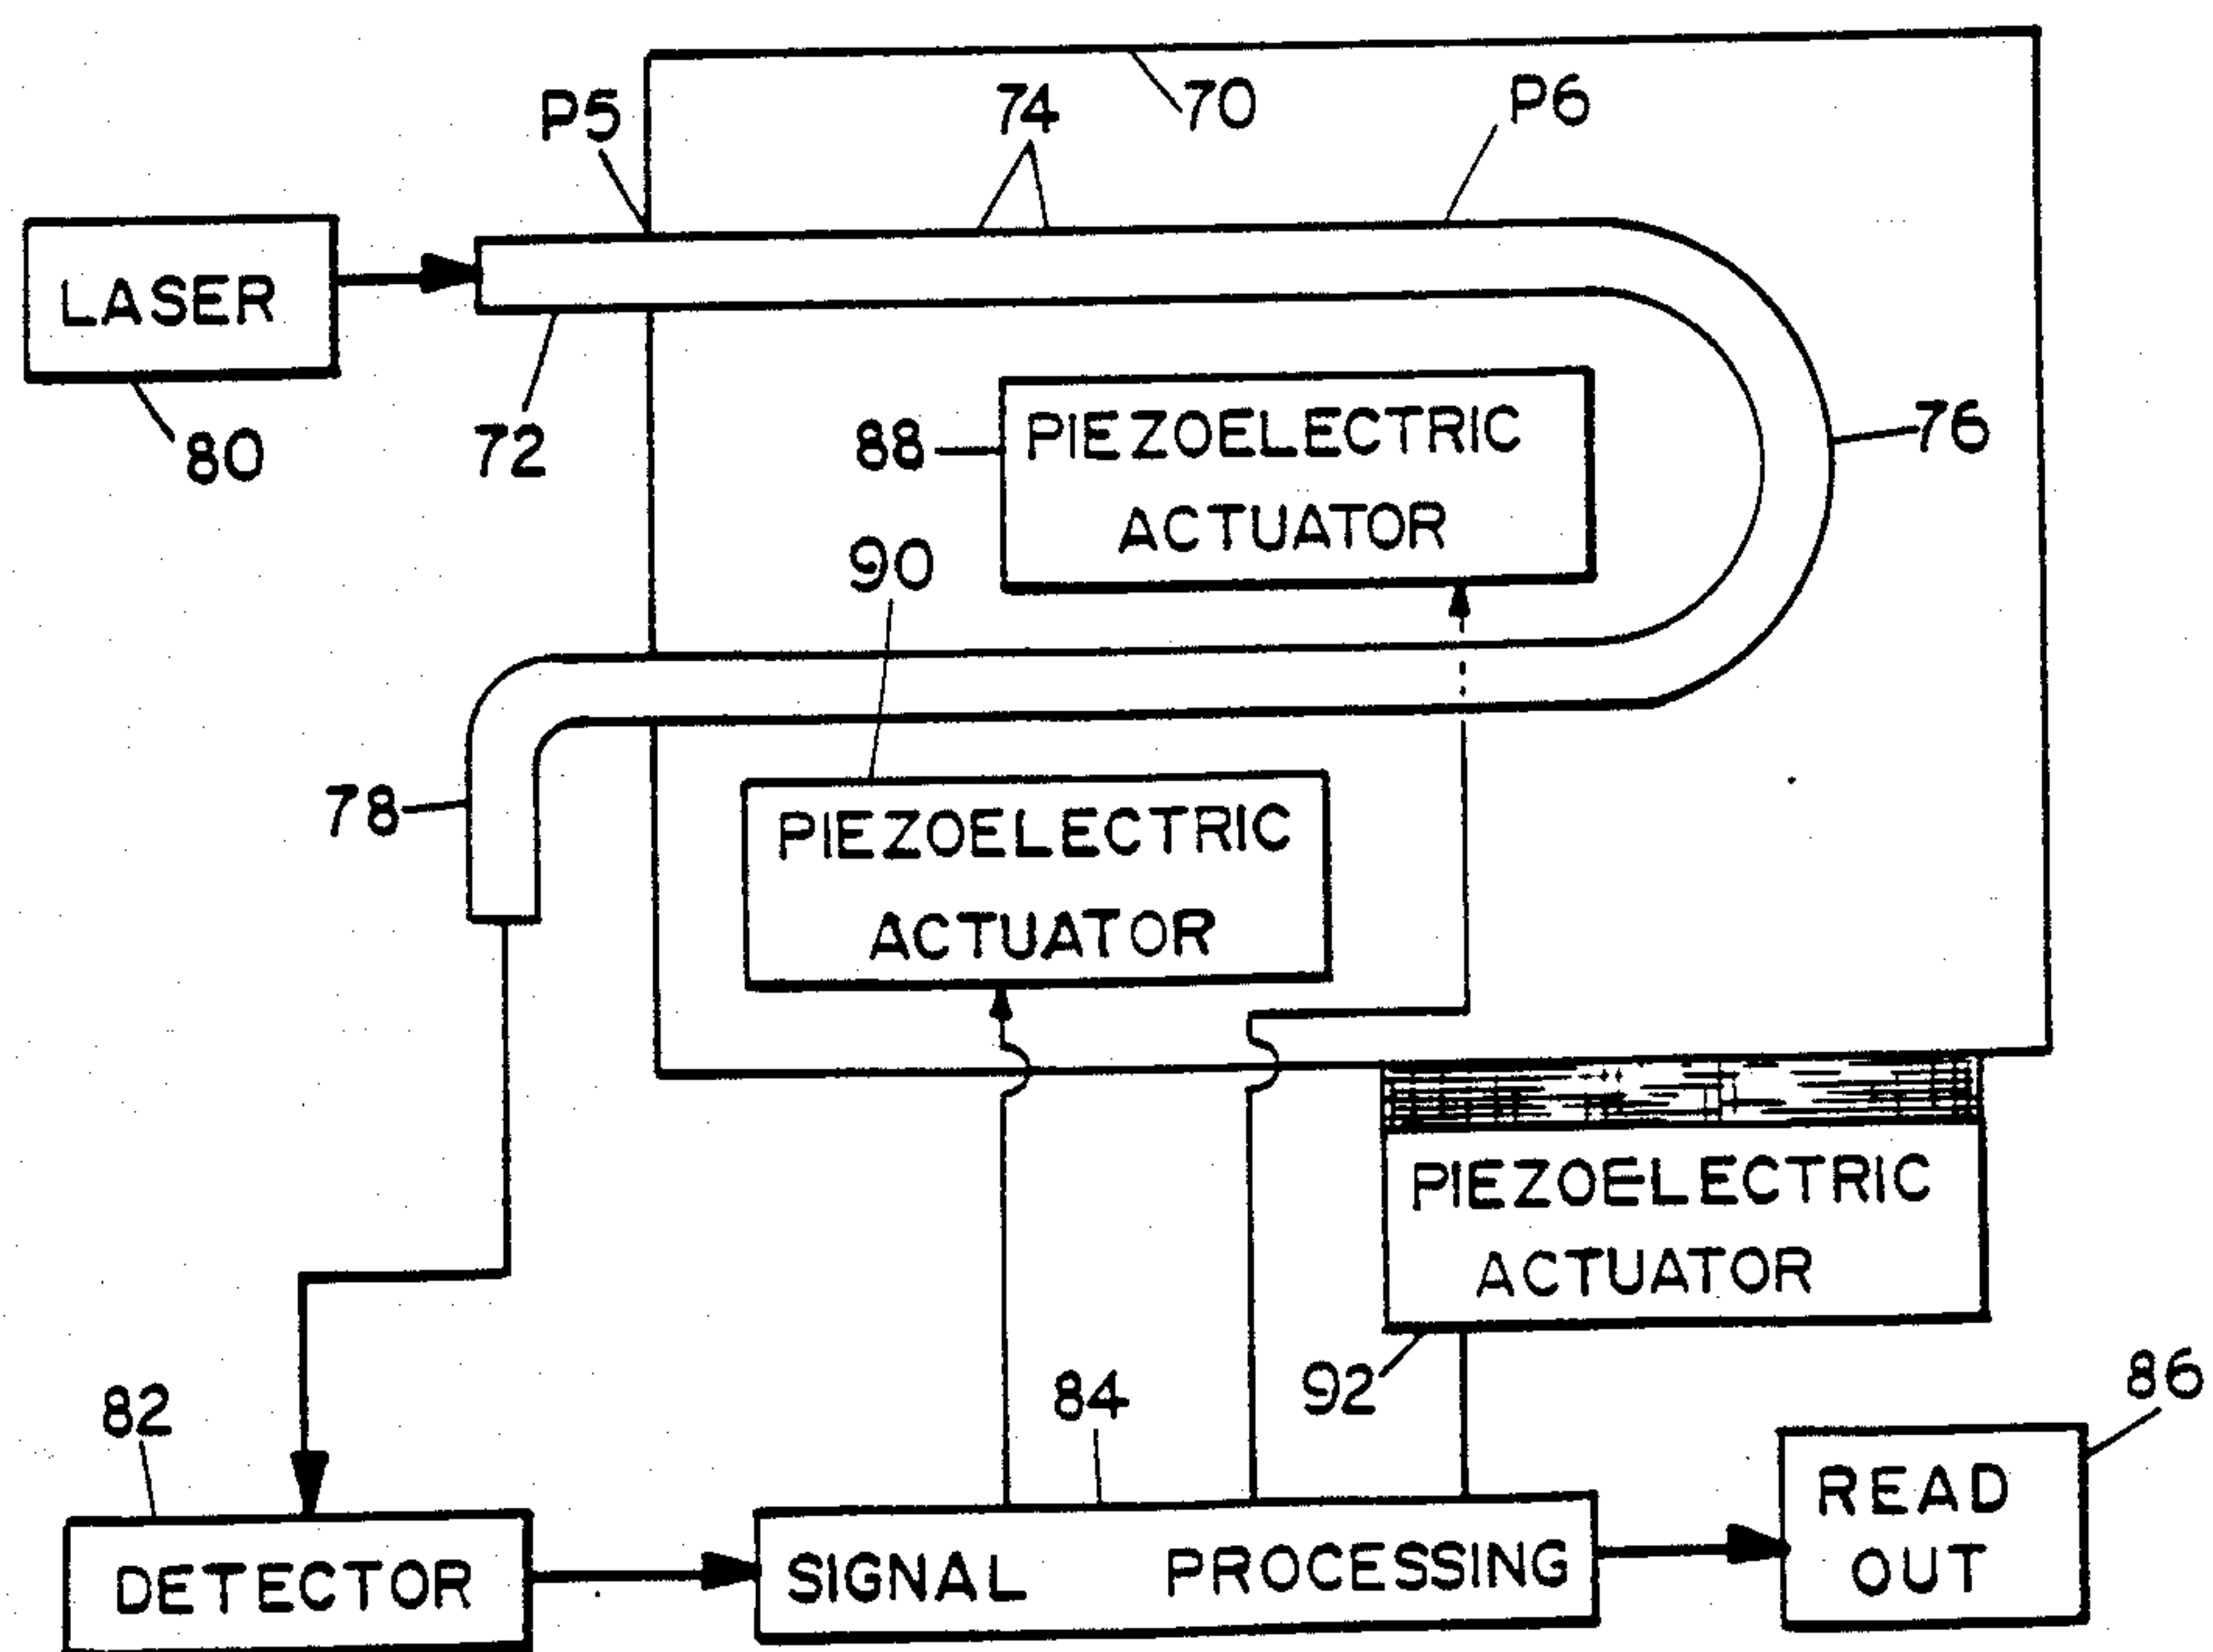 70
P5
74
P6
LASER
80
72
88
PIEZOELECTRIC
ACTUATOR
76
90
78
PIEZOELECTRIC
ACTUATOR
PIEZOELECTRIC
ACTUATOR
92
84
86
82
DETECTOR
SIGNAL PROCESSING
READ
OUT